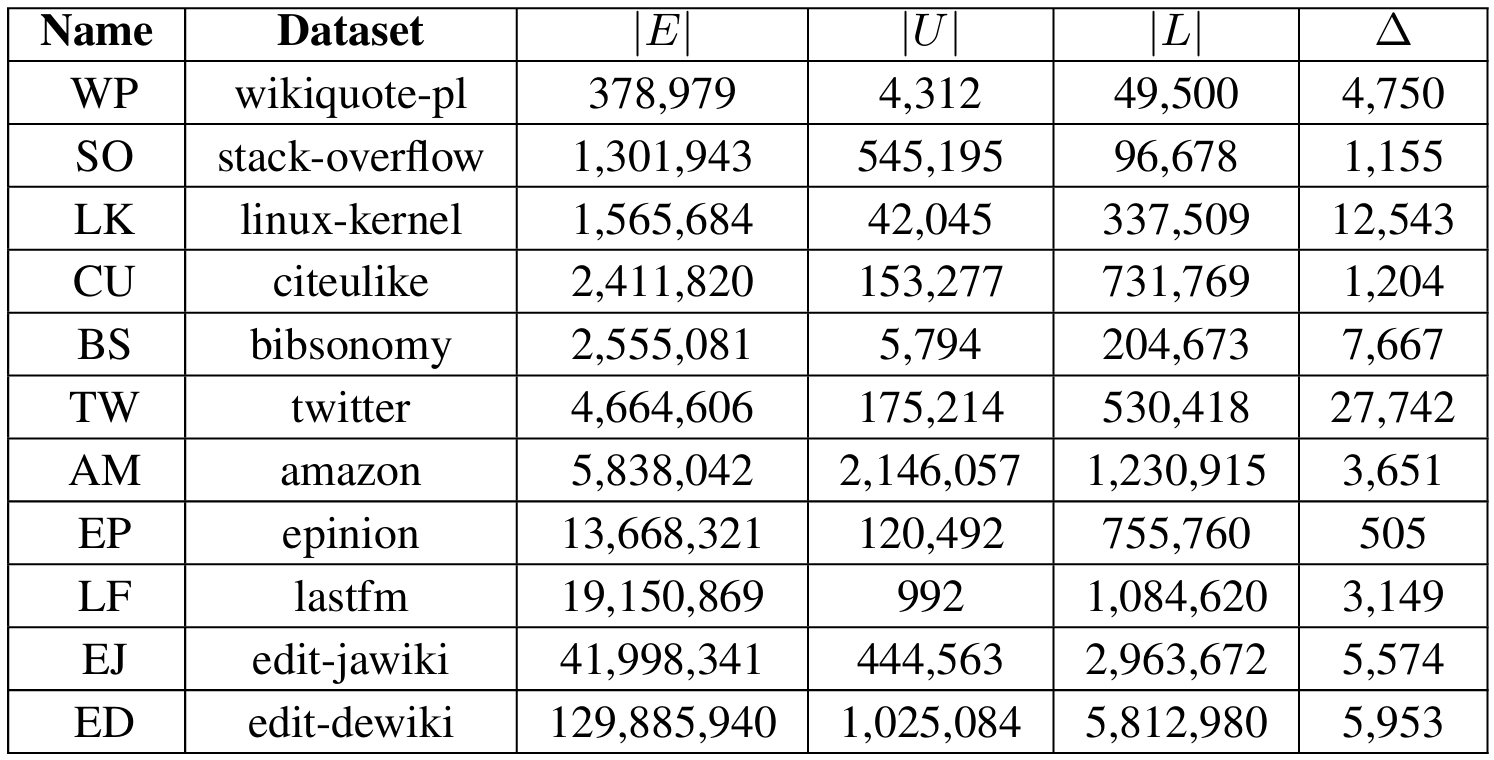 Name Dataset |E| |U| |L| Δ
WP wikiquote-pl 378,979 4,312 49,500 4,750
SO stack-overflow 1,301,943 545,195 96,678 1,155
LK linux-kernel 1,565,684 42,045 337,509 12,543
CU citeulike 2,411,820 153,277 731,769 1,204
BS bibsonomy 2,555,081 5,794 204,673 7,667
TW twitter 4,664,606 175,214 530,418 27,742
AM amazon 5,838,042 2,146,057 1,230,915 3,651
EP epinion 13,668,321 120,492 755,760 505
LF lastfm 19,150,869 992 1,084,620 3,149
EJ edit-jawiki 41,998,341 444,563 2,963,672 5,574
ED edit-dewiki 129,885,940 1,025,084 5,812,980 5,953